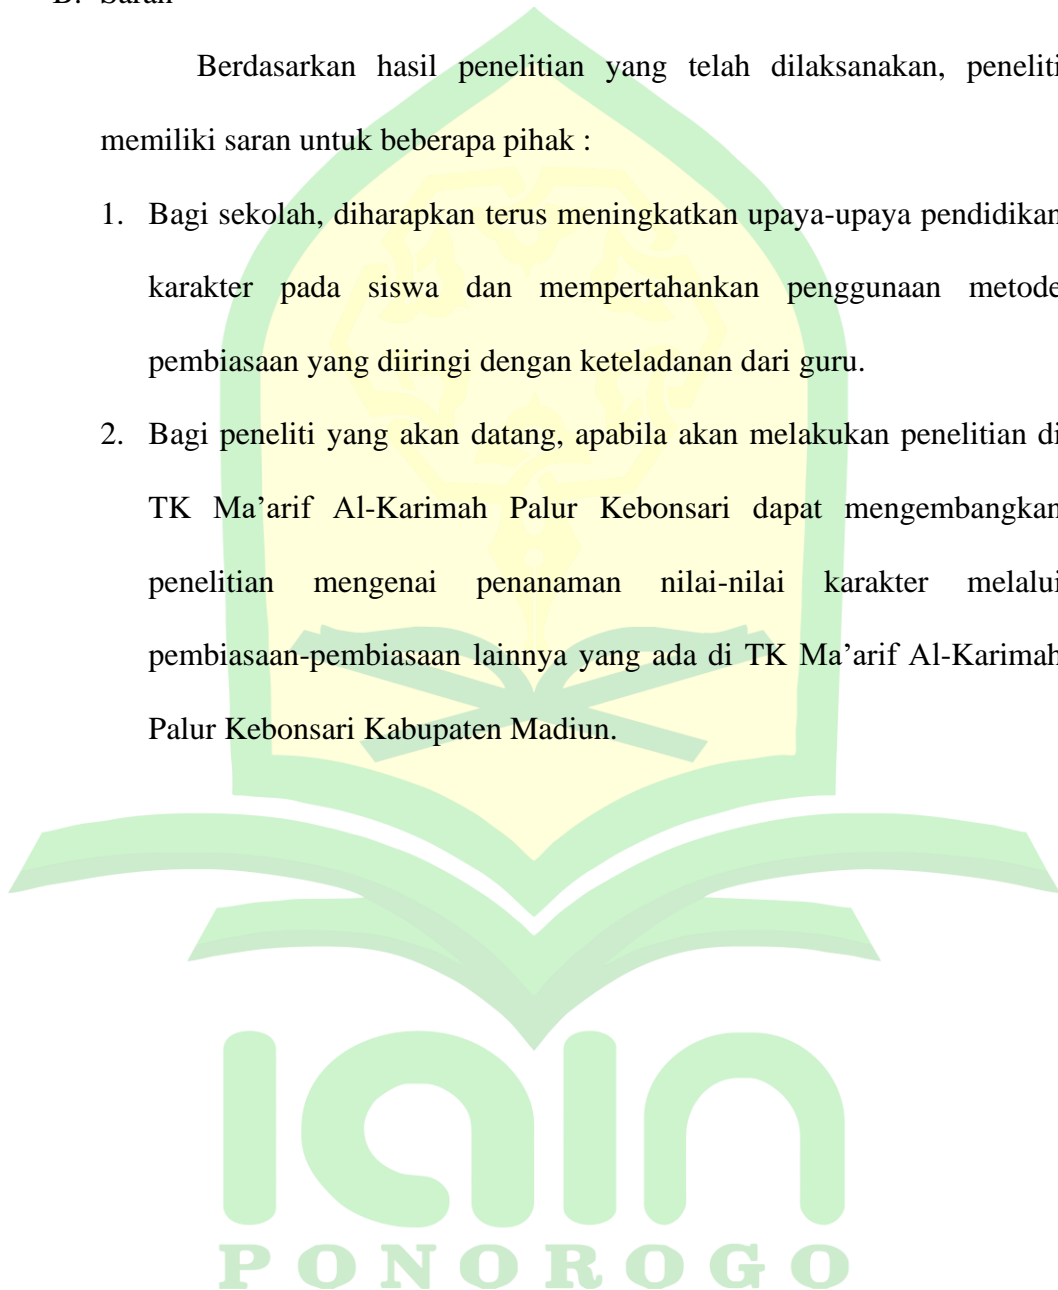 B. Saran
Berdasarkan hasil penelitian yang telah dilaksanakan, peneliti
memiliki saran untuk beberapa pihak :
1. Bagi sekolah, diharapkan terus meningkatkan upaya-upaya pendidikan
karakter pada siswa dan mempertahankan penggunaan metode
pembiasaan yang diiringi dengan keteladanan dari guru.
2. Bagi peneliti yang akan datang, apabila akan melakukan penelitian di
TK Ma’arif Al-Karimah Palur Kebonsari dapat mengembangkan
penelitian mengenai penanaman nilai-nilai karakter melalui
pembiasaan-pembiasaan lainnya yang ada di TK Ma’arif Al-Karimah
Palur Kebonsari Kabupaten Madiun.
iain
PONOROGO